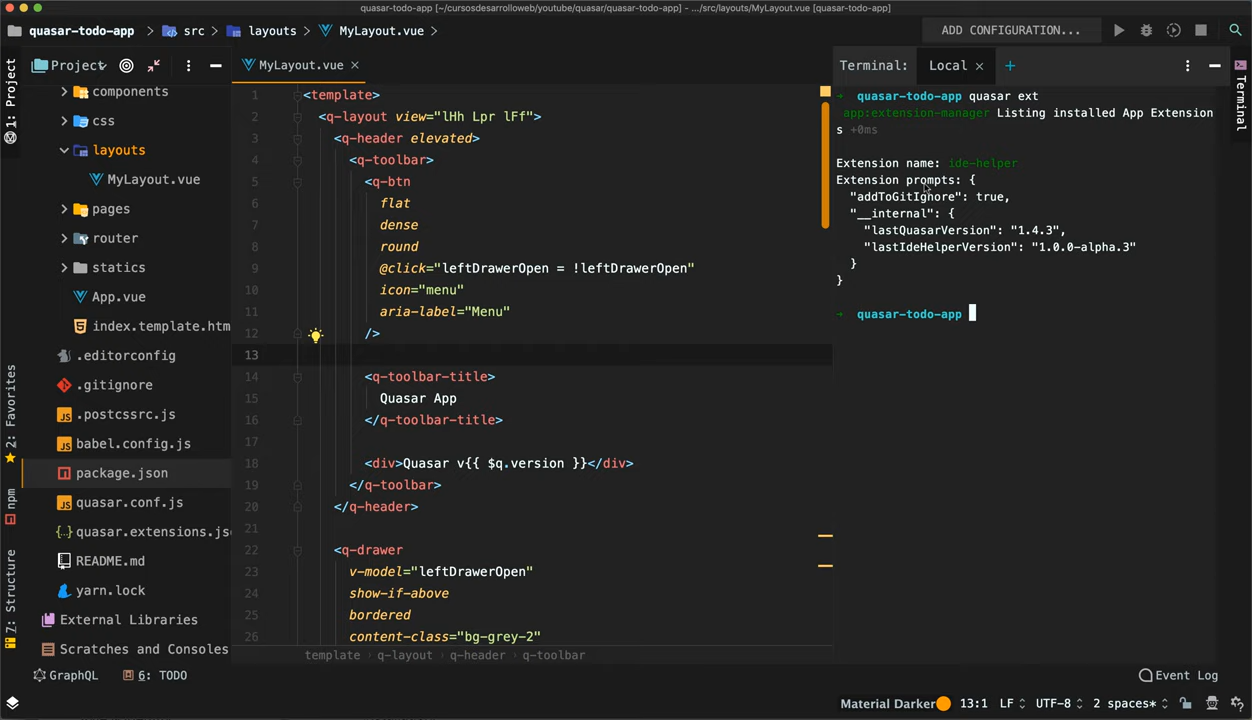 quasar-todo-app [~/cursosdesarrolloweb/youtube/quasar/quasar-todo-app] - .../src/layouts/MyLayout.vue [quasar-todo-app]
quasar-todo-app
src
layouts
MyLayout.vue
ADD CONFIGURATION...
1: Project
2: Favorites
npm
7: Structure
Project
components
css
layouts
MyLayout.vue
pages
router
statics
App.vue
index.template.htm
.editorconfig
.gitignore
.postcssrc.js
babel.config.js
package.json
quasar.conf.js
quasar.extensions.js
README.md
yarn.lock
External Libraries
Scratches and Consoles
MyLayout.vue
1 <template>
2 <q-layout view="lHh Lpr lFf">
3 <q-header elevated>
4 <q-toolbar>
5 <q-btn
6 flat
7 dense
8 round
9 @click="leftDrawerOpen = !leftDrawerOpen"
10 icon="menu"
11 aria-label="Menu"
12 />
13
14 <q-toolbar-title>
15 Quasar App
16 </q-toolbar-title>
17
18 <div>Quasar v{{ $q.version }}</div>
19 </q-toolbar>
20 </q-header>
21
22 <q-drawer
23 v-model="leftDrawerOpen"
24 show-if-above
25 bordered
26 content-class="bg-grey-2"
template > q-layout > q-header > q-toolbar
Terminal: Local
quasar-todo-app quasar ext
app:extension-manager Listing installed App Extension
s +0ms
Extension name: ide-helper
Extension prompts: {
"addToGitIgnore": true,
"__internal": {
"lastQuasarVersion": "1.4.3",
"lastIdeHelperVersion": "1.0.0-alpha.3"
}
}
quasar-todo-app
Terminal
GraphQL
6: TODO
Event Log
Material Darker
13:1
LF
UTF-8
2 spaces*